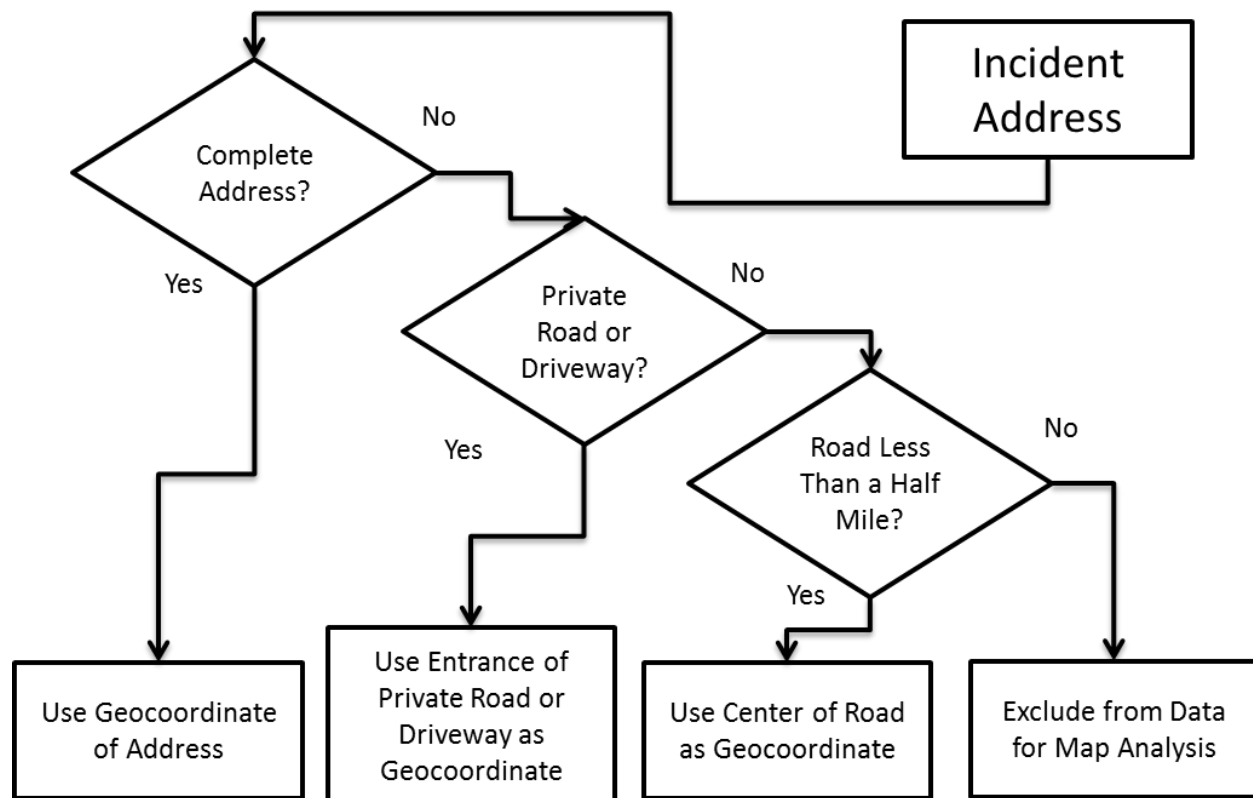 Incident
Address
Complete
Address?
No
Yes
Private
Road or
Driveway?
No
Yes
Road Less
Than a Half
Mile?
No
Yes
Use Geocoordinate
of Address
Use Entrance of
Private Road or
Driveway as
Geocoordinate
Use Center of Road
as Geocoordinate
Exclude from Data
for Map Analysis